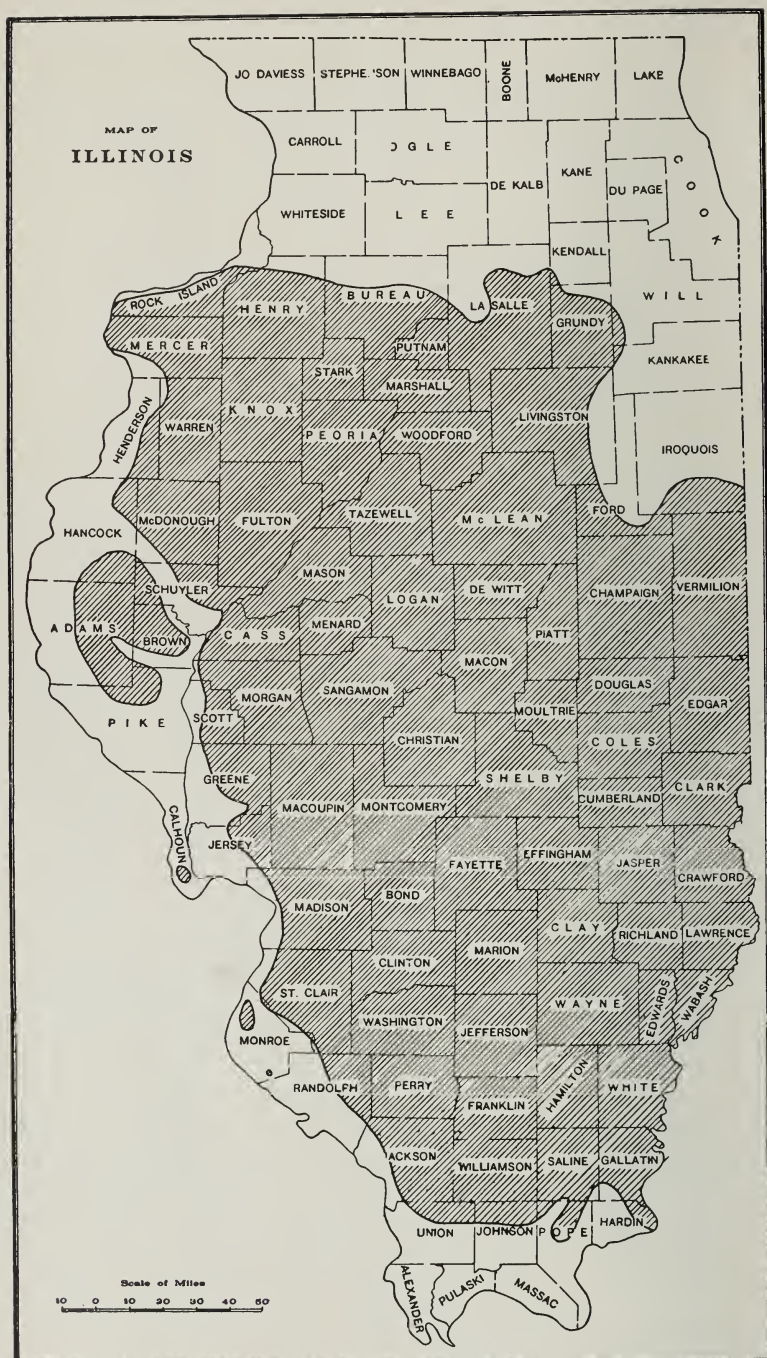 JO DAVIESS STEPHE.'SON WINNEBAGO BOONE McHENRY LAKE
MAP OF
ILLINOIS
CARROLL OGLE DE KALB KANE DU PAGE COOK
WHITESIDE LEE
KENDALL
ROCK ISLAND HENRY BUREAU LA SALLE GRUNDY WILL
MERCER PUTNAM
STARK MARSHALL KANKAKEE
HENDERSON WARREN KNOX PEORIA WOODFORD LIVINGSTON
IROQUOIS
HANCOCK McDONOUGH FULTON TAZEWELL McLEAN FORD
SCHUYLER MASON LOGAN DE WITT CHAMPAIGN VERMILION
ADAMS BROWN CASS MENARD PIATT
MACON
PIKE SCOTT MORGAN SANGAMON MOULTRIE DOUGLAS EDGAR
CHRISTIAN COLES
GREENE SHELBY
MACOUPIN MONTGOMERY CUMBERLAND CLARK
CALHOUN JERSEY
FAYETTE EFFINGHAM JASPER CRAWFORD
MADISON BOND
CLAY RICHLAND LAWRENCE
CLINTON MARION
ST. CLAIR WAYNE EDWARDS WABASH
WASHINGTON JEFFERSON
MONROE
RANDOLPH PERRY HAMILTON WHITE
FRANKLIN
ACKSON WILLIAMSON SALINE GALLATIN
UNION JOHNSON POPE HARDIN
ALEXANDER PULASKI MASSAC
Scale of Miles
10 0 10 20 30 40 50